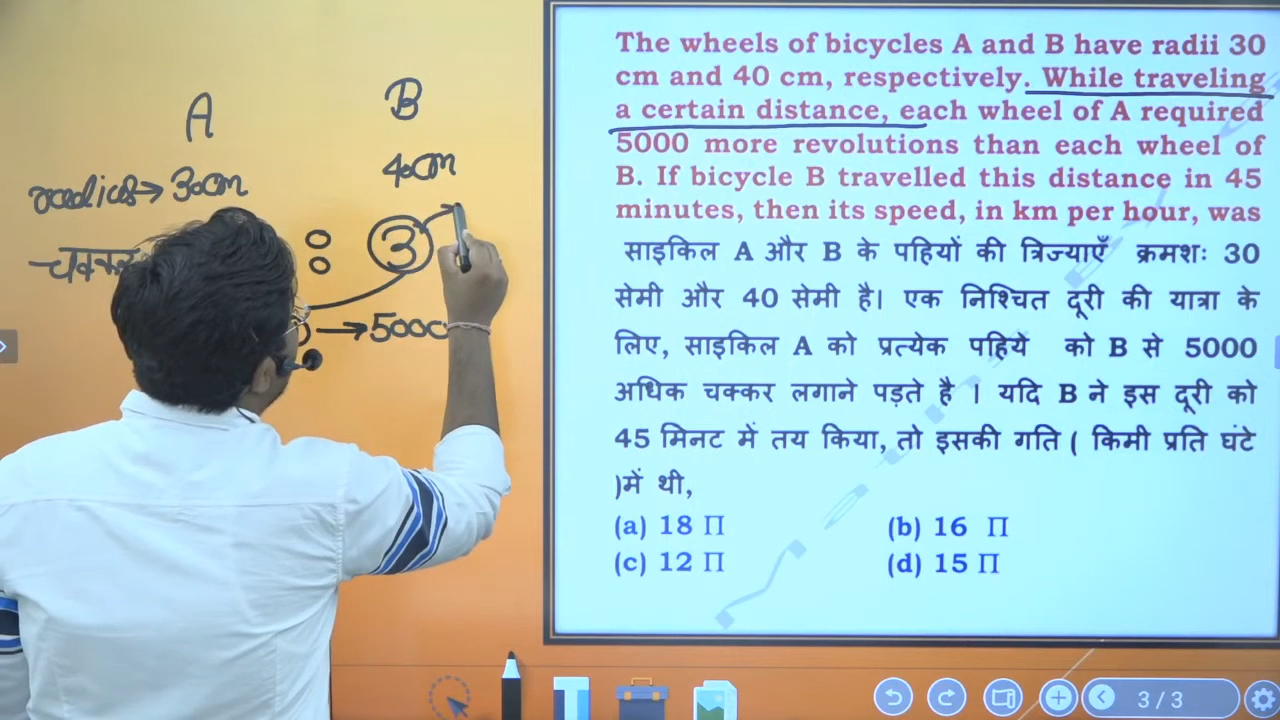 A
B
radius → 30cm
40cm
चक्कर
: 3
→ 5000
The wheels of bicycles A and B have radii 30
cm and 40 cm, respectively. While traveling
a certain distance, each wheel of A required
5000 more revolutions than each wheel of
B. If bicycle B travelled this distance in 45
minutes, then its speed, in km per hour, was
साइकिल A और B के पहियों की त्रिज्याएँ क्रमशः 30
सेमी और 40 सेमी है। एक निश्चित दूरी की यात्रा के
लिए, साइकिल A को प्रत्येक पहिये को B से 5000
अधिक चक्कर लगाने पड़ते है । यदि B ने इस दूरी को
45 मिनट में तय किया, तो इसकी गति ( किमी प्रति घंटे
)में थी,
(a) 18 Π
(b) 16 Π
(c) 12 Π
(d) 15 Π
3 / 3